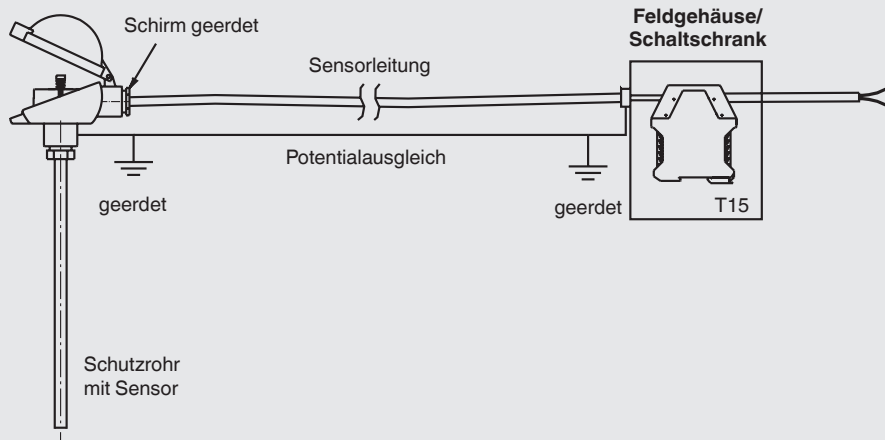 Schirm geerdet
Feldgehäuse/
Schaltschrank
Sensorleitung
Potentialausgleich
geerdet
geerdet
T15
Schutzrohr
mit Sensor